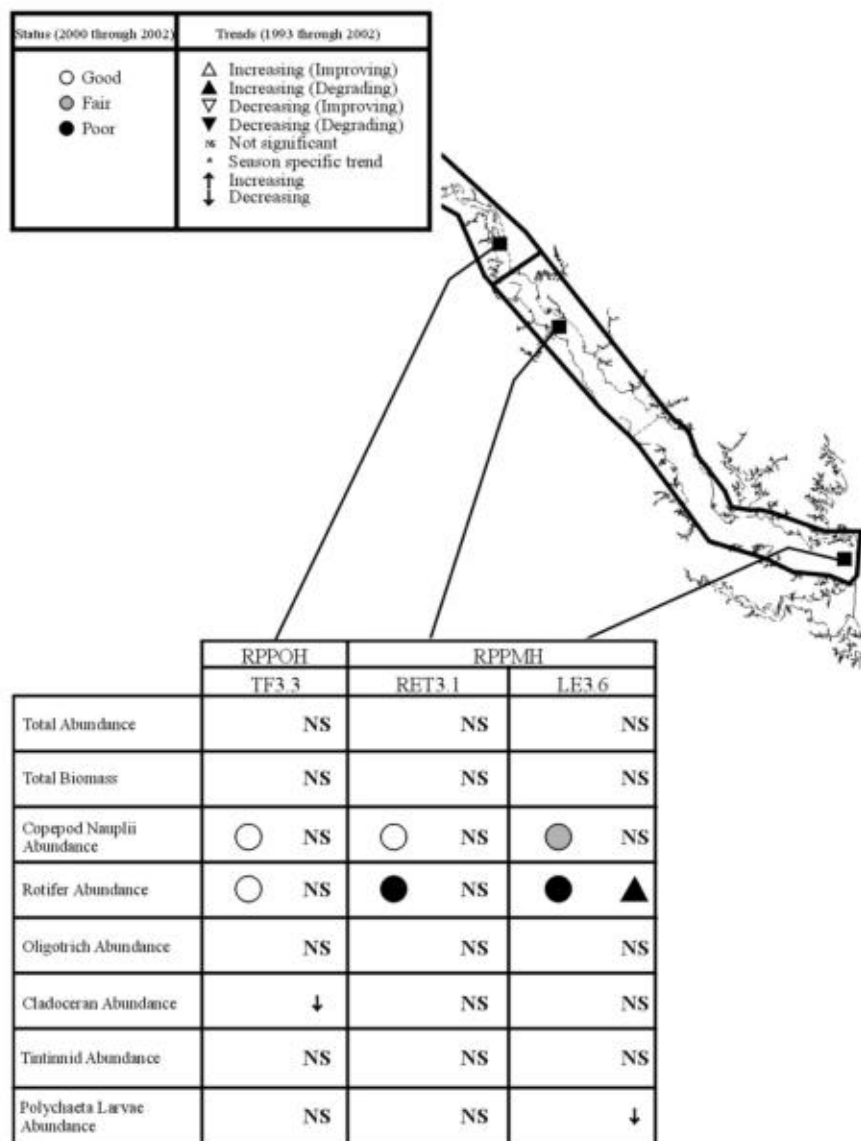 Status (2000 through 2002) Trends (1993 through 2002)
Good
Fair
Poor
Increasing (Improving)
Increasing (Degrading)
Decreasing (Improving)
Decreasing (Degrading)
NS Not significant
* Season specific trend
Increasing
Decreasing
RPPOH RPPMH
TF3.3 RET3.1 LE3.6
Total Abundance NS NS NS
Total Biomass NS NS NS
Copepod Nauplii
Abundance NS NS NS
Rotifer Abundance NS NS
Oligotrich Abundance NS NS NS
Cladoceran Abundance NS NS
Tintinnid Abundance NS NS NS
Polychaeta Larvae
Abundance NS NS